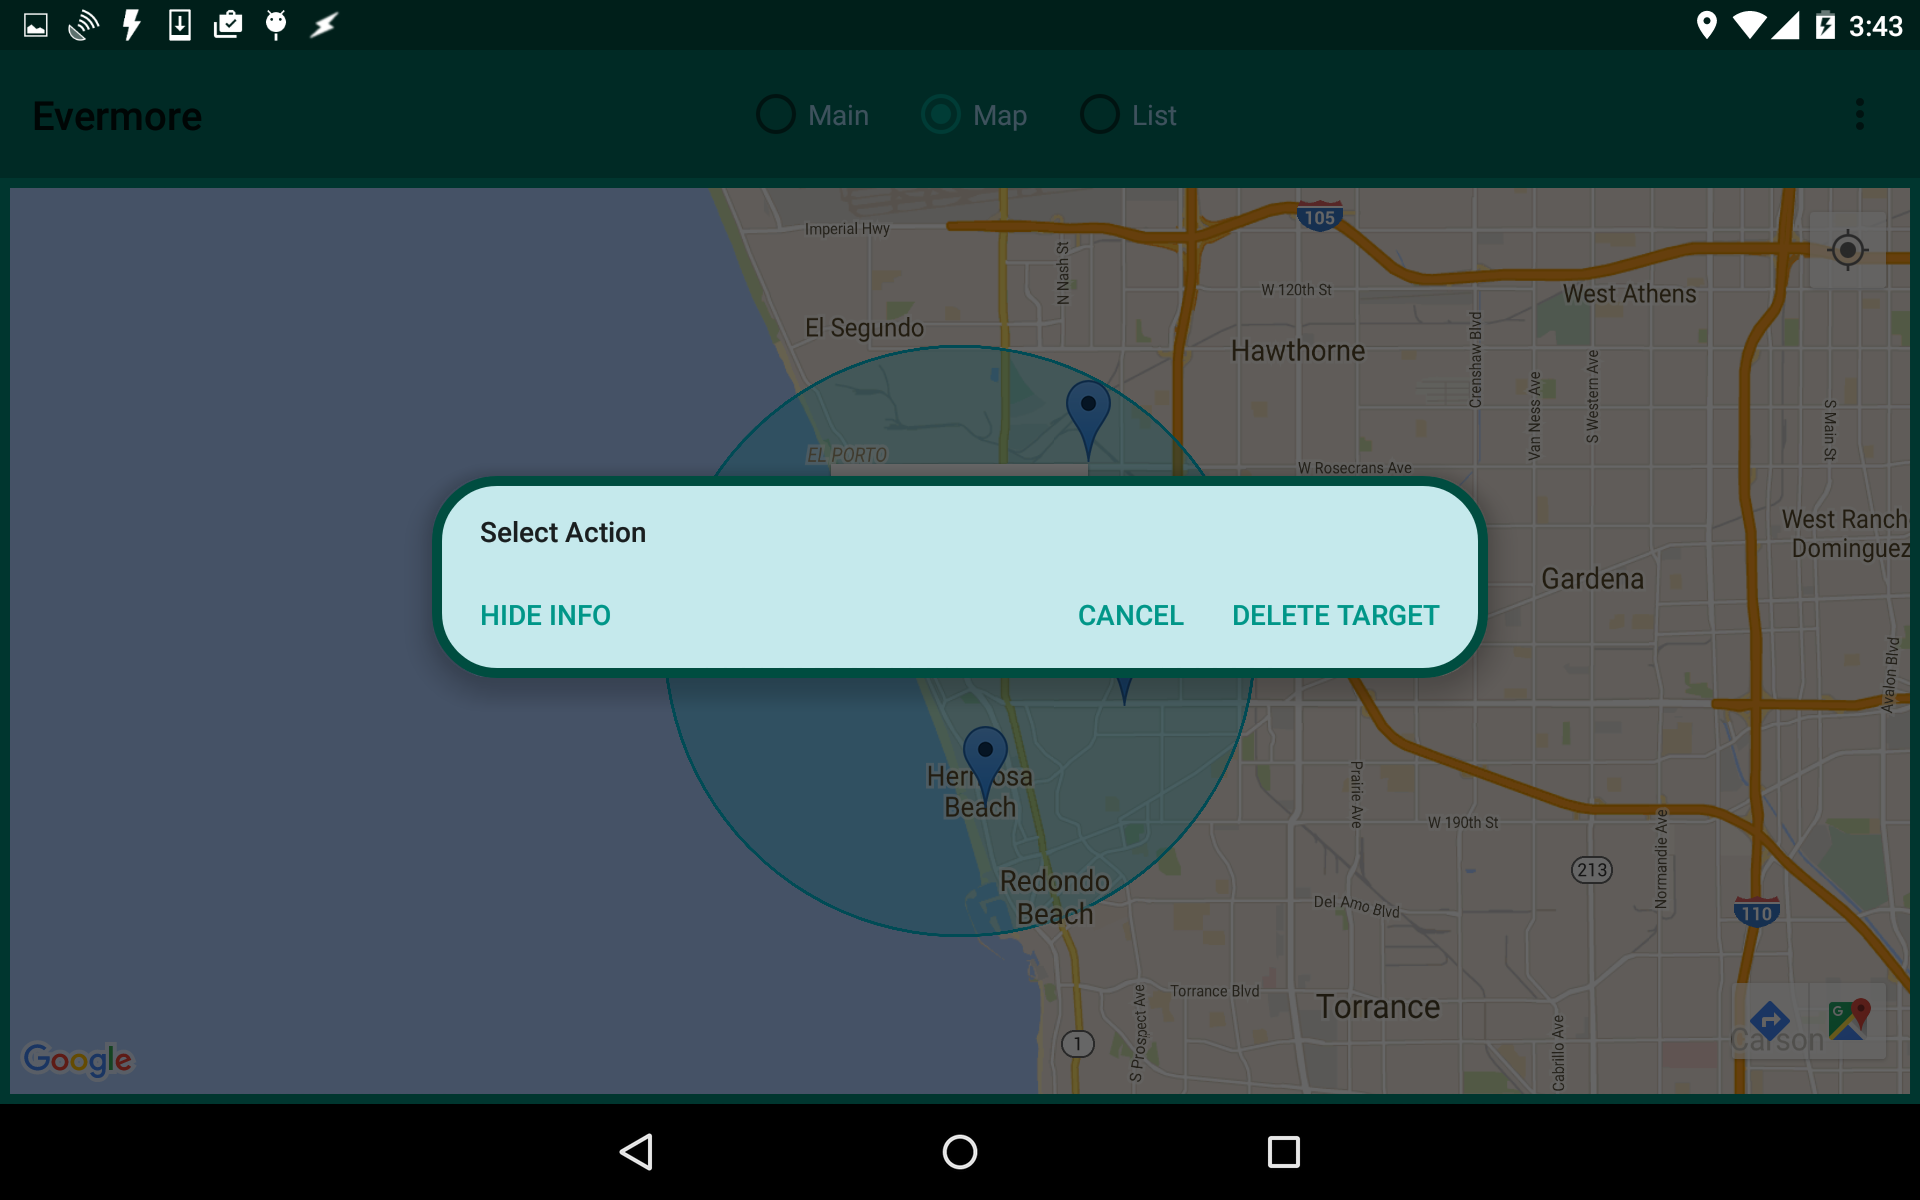 3:43
Evermore
Main
Map
List
105
Imperial Hwy
N Nash St
W 120th St
West Athens
El Segundo
Hawthorne
Crenshaw Blvd
Van Ness Ave
S Western Ave
S Main St
EL PORTO
W Rosecrans Ave
Select Action
HIDE INFO
CANCEL
DELETE TARGET
West Ranch
Dominguez
Gardena
Avalon Blvd
Hermosa
Beach
Prairie Ave
W 190th St
213
Normandie Ave
Redondo
Beach
Del Amo Blvd
110
S Prospect Ave
Torrance Blvd
Torrance
Cabrillo Ave
1
G
Carson
Google